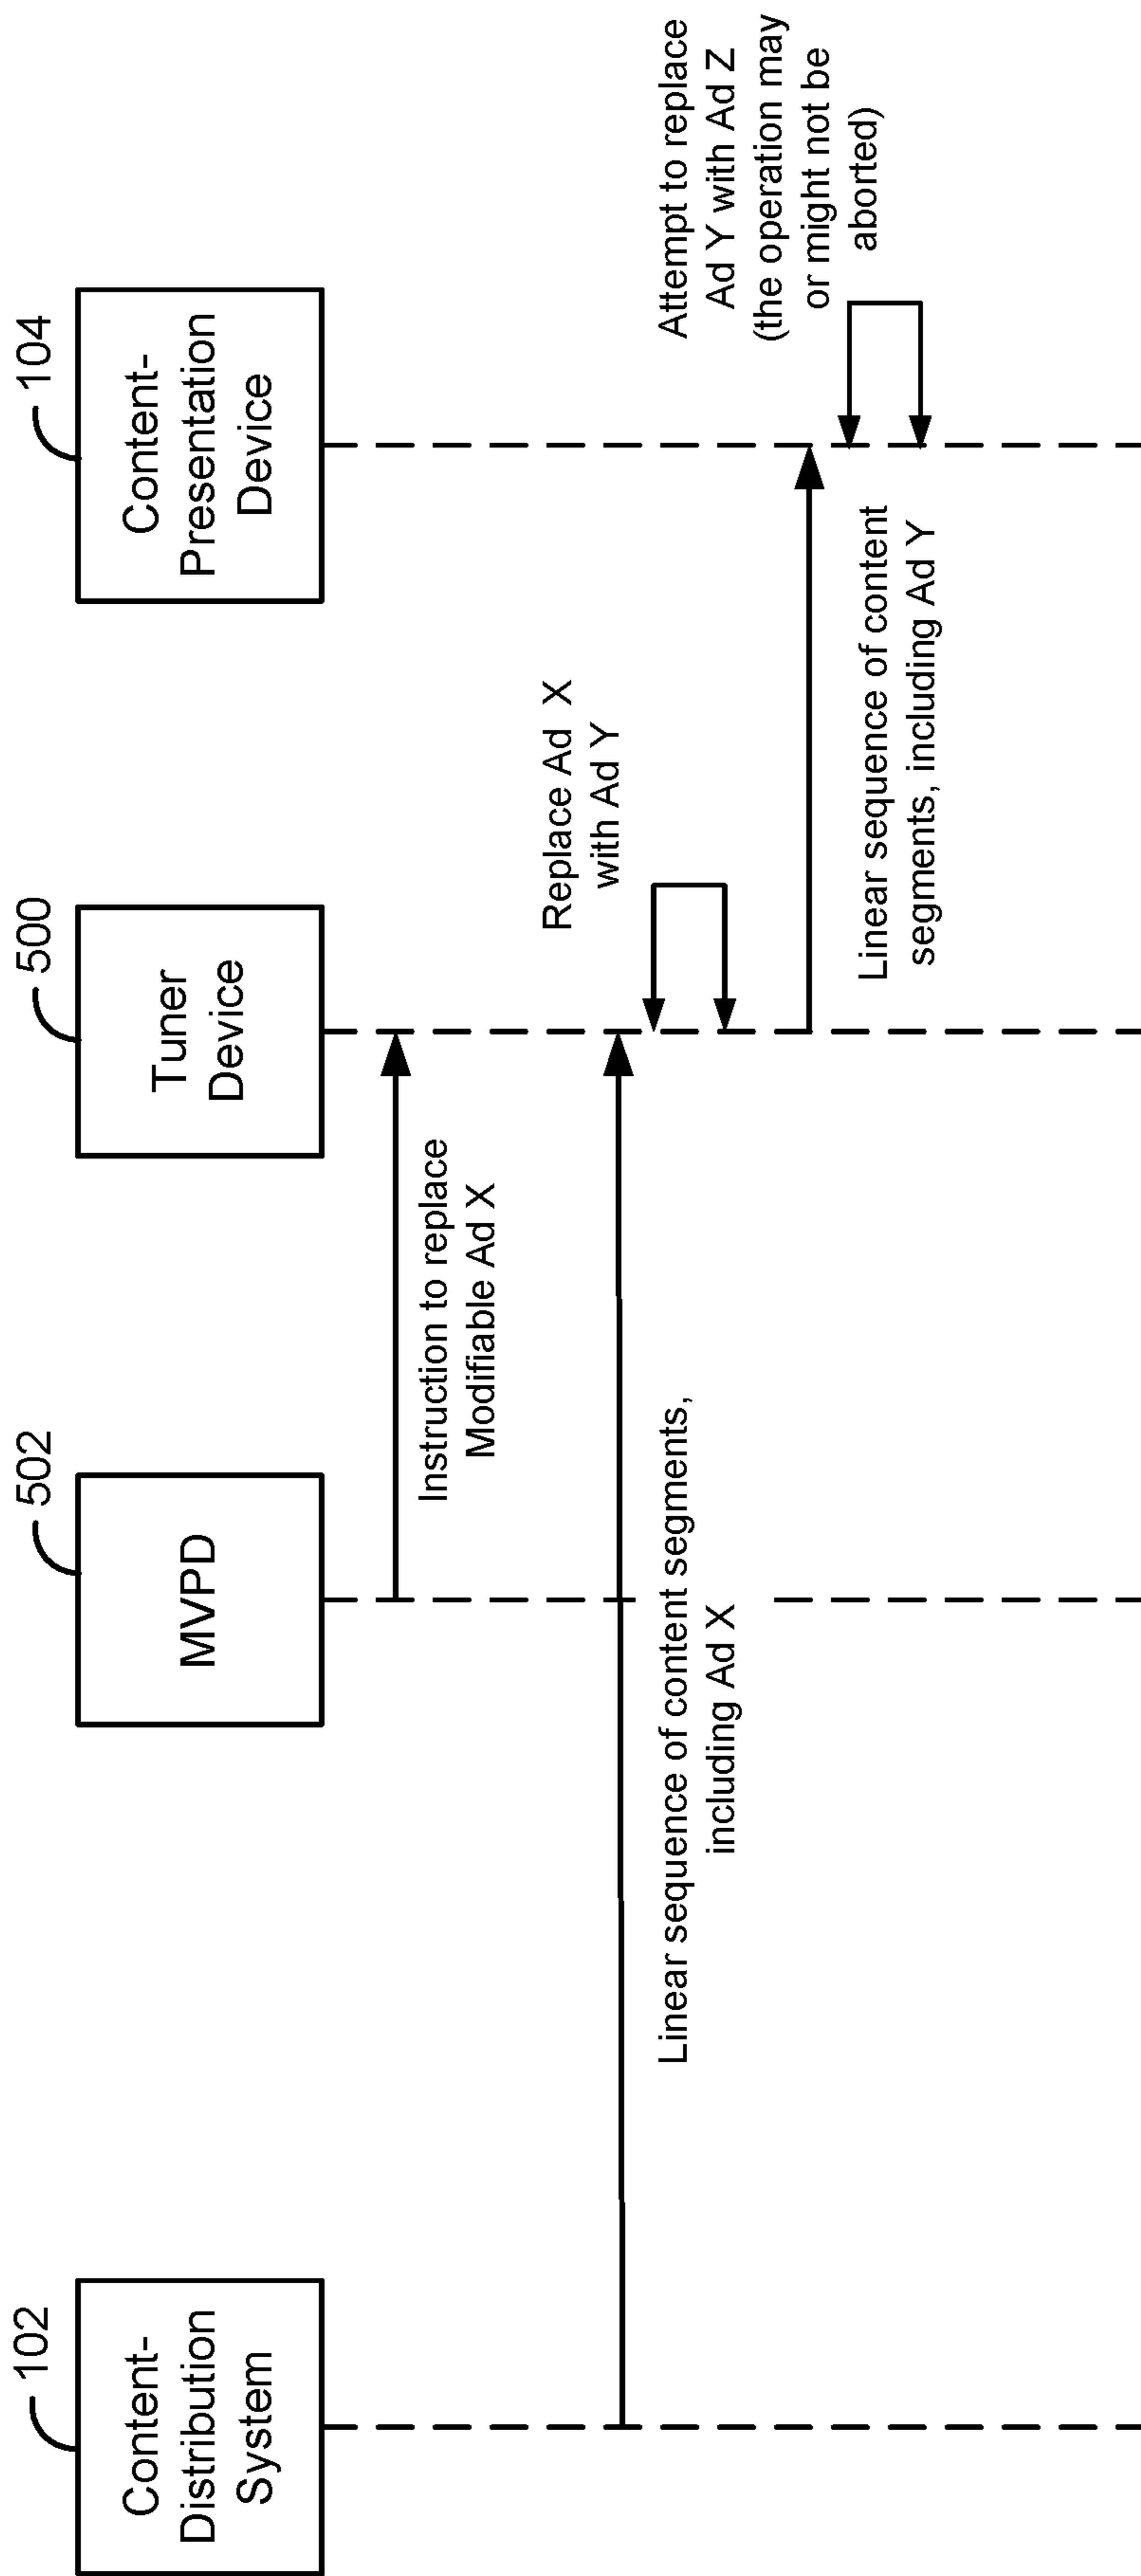 102
Content-
Distribution
System
502
MVPD
500
Tuner
Device
104
Content-
Presentation
Device
Instruction to replace
Modifiable Ad X
Linear sequence of content segments,
including Ad X
Replace Ad X
with Ad Y
Linear sequence of content
segments, including Ad Y
Attempt to replace
Ad Y with Ad Z
(the operation may
or might not be
aborted)